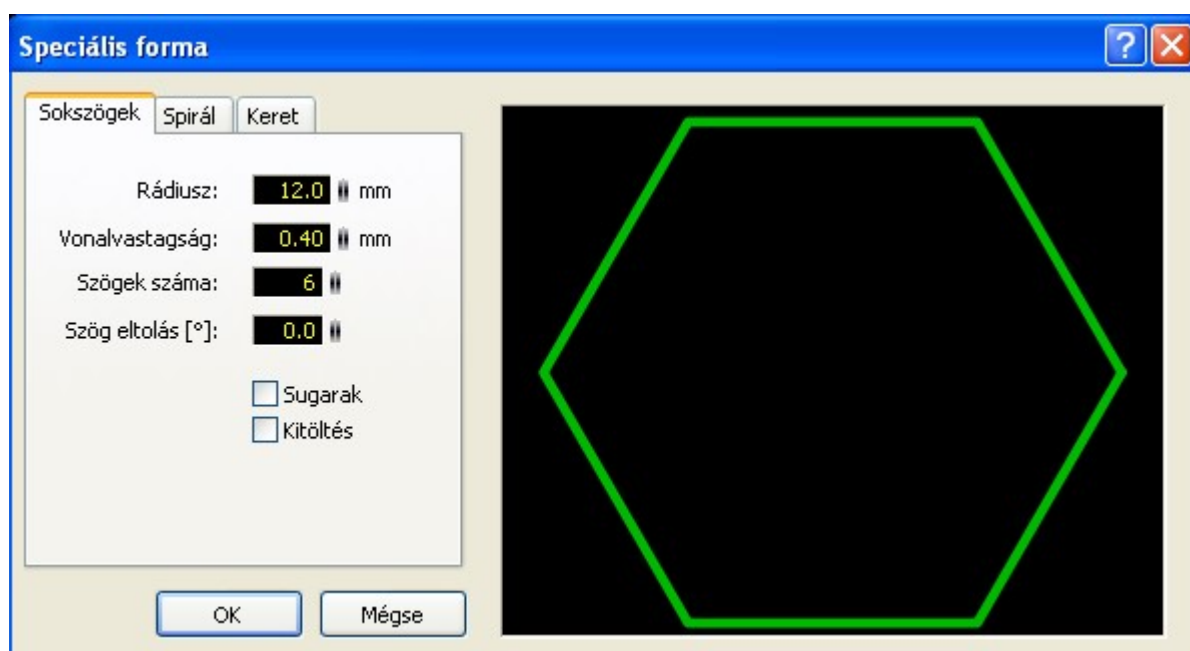 Speciális forma
Sokszögek Spirál Keret
Rádiusz: 12.0 mm
Vonalvastagság: 0.40 mm
Szögek száma: 6
Szög eltolás [°]: 0.0
Sugarak
Kitöltés
OK Mégse